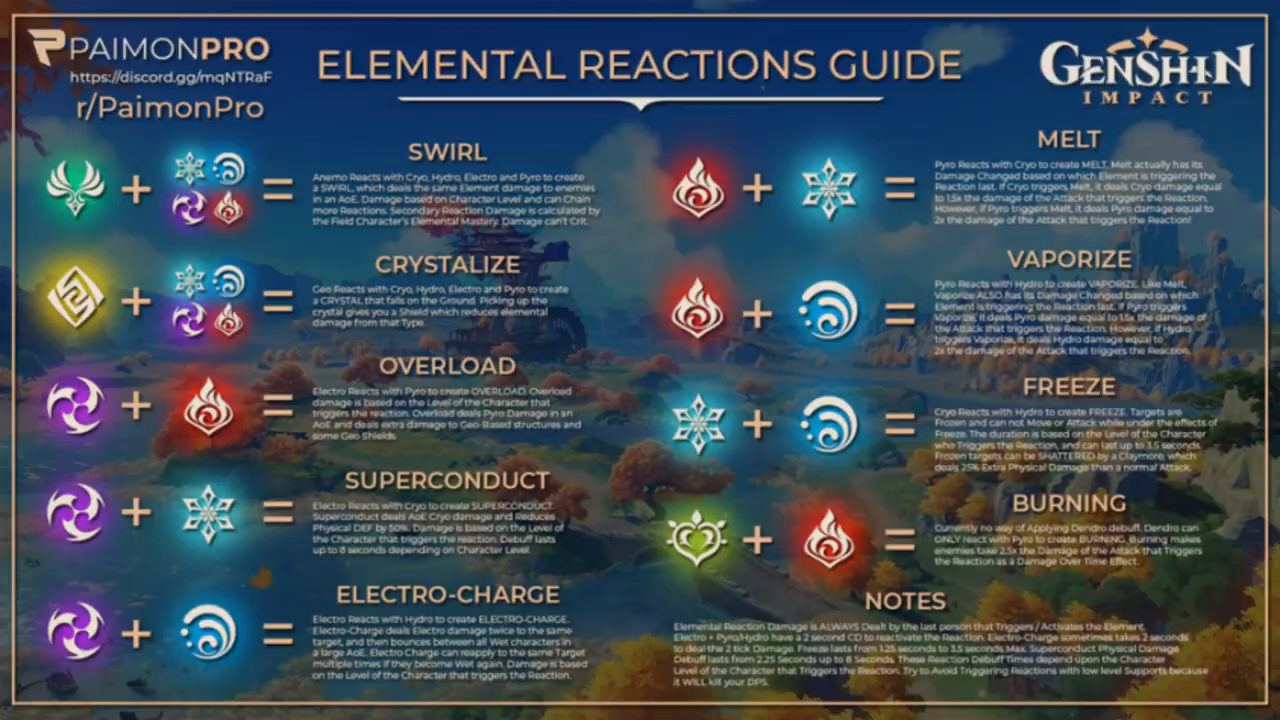 PAIMONPRO
https://discord.gg/mqNTRaF
r/PaimonPro
ELEMENTAL REACTIONS GUIDE
GENSHIN
IMPACT
SWIRL
Anemo Reacts with Cryo, Hydro, Electro and Pyro to create
a SWIRL, which deals the same Element damage to enemies
in an AoE. Damage based on Character Level and can Chain
more Reactions. Secondary Reaction Damage is calculated by
the Field Character's Elemental Mastery. Damage can't Crit.
CRYSTALIZE
Geo Reacts with Cryo, Hydro, Electro and Pyro to create
a CRYSTAL that falls on the Ground. Picking up the
crystal gives you a Shield which reduces elemental
damage from that Type.
OVERLOAD
Electro Reacts with Pyro to create OVERLOAD. Overload
damage is based on the Level of the Character that
triggers the reaction. Overload deals Pyro Damage in an
AoE and deals extra damage to Geo-Based structures and
some Geo Shields.
SUPERCONDUCT
Electro Reacts with Cryo to create SUPERCONDUCT.
Superconduct deals AoE Cryo damage and Reduces
Physical DEF by 50%. Damage is based on the Level of
the Character that triggers the reaction. Debuff lasts
up to 8 seconds depending on Character Level.
ELECTRO-CHARGE
Electro Reacts with Hydro to create ELECTRO-CHARGE.
Electro-Charge deals Electro damage twice to the same
target, and then bounces between all Wet characters in
a large AoE. Electro Charge can reapply to the same Target
multiple times if they become Wet again. Damage is based
on the Level of the Character that triggers the Reaction.
MELT
Pyro Reacts with Cryo to create MELT. Melt actually has its
Damage Changed based on which Element is triggering the
Reaction last. If Cryo triggers Melt, it deals Cryo damage equal
to 1.5x the damage of the Attack that triggers the Reaction.
However, if Pyro triggers Melt, it deals Pyro damage equal to
2x the damage of the Attack that triggers the Reaction!
VAPORIZE
Pyro Reacts with Hydro to create VAPORIZE. Like Melt,
Vaporize ALSO has its Damage Changed based on which
Element is triggering the Reaction last. If Pyro triggers
Vaporize, it deals Pyro damage equal to 1.5x the damage of
the Attack that triggers the Reaction. However, if Hydro
triggers Vaporize, it deals Hydro damage equal to
2x the damage of the Attack that triggers the Reaction.
FREEZE
Cryo Reacts with Hydro to create FREEZE. Targets are
Frozen and can not Move or Attack while under the effects of
Freeze. The duration is based on the Level of the Character
who Triggers the Reaction, and can last up to 3.5 seconds.
Frozen targets can be SHATTERED by a Claymore, which
deals 25% Extra Physical Damage than a normal Attack.
BURNING
Currently no way of Applying Dendro debuff. Dendro can
ONLY react with Pyro to create BURNING. Burning makes
enemies take 2.5x the Damage of the Attack that Triggers
the Reaction as a Damage Over Time Effect.
NOTES
Elemental Reaction Damage is ALWAYS Dealt by the last person that Triggers / Activates the Element.
Electro + Pyro/Hydro have a 2 second CD to reactivate the Reaction. Electro-Charge sometimes takes 2 seconds
to deal the 2 tick Damage. Freeze lasts from 1.25 seconds to 3.5 seconds Max. Superconduct Physical Damage
Debuff lasts from 2.25 Seconds up to 8 Seconds. These Reaction Debuff Times depend upon the Character
Level of the Character that Triggers the Reaction. Try to Avoid Triggering Reactions with low level Supports because
it WILL kill your DPS.